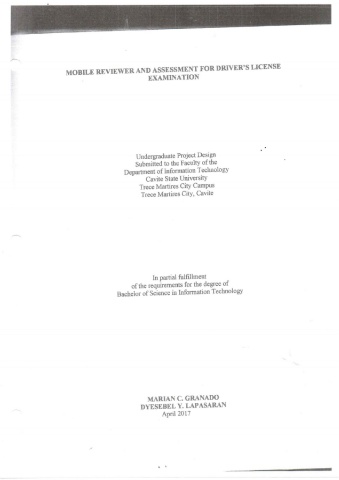 MOBILE REVIEWER AND ASSESSMENT FOR DRIVER'S LICENSE
EXAMINATION
Undergraduate Project Design
Submitted to the Faculty of the
Department of Information Technology
Cavite State University
Trece Martires City Campus
Trece Martires City, Cavite
In partial fulfillment
of the requirements for the degree of
Bachelor of Science in Information Technology
MARIAN C. GRANADO
DYESEBEL Y. LAPASARAN
April 2017